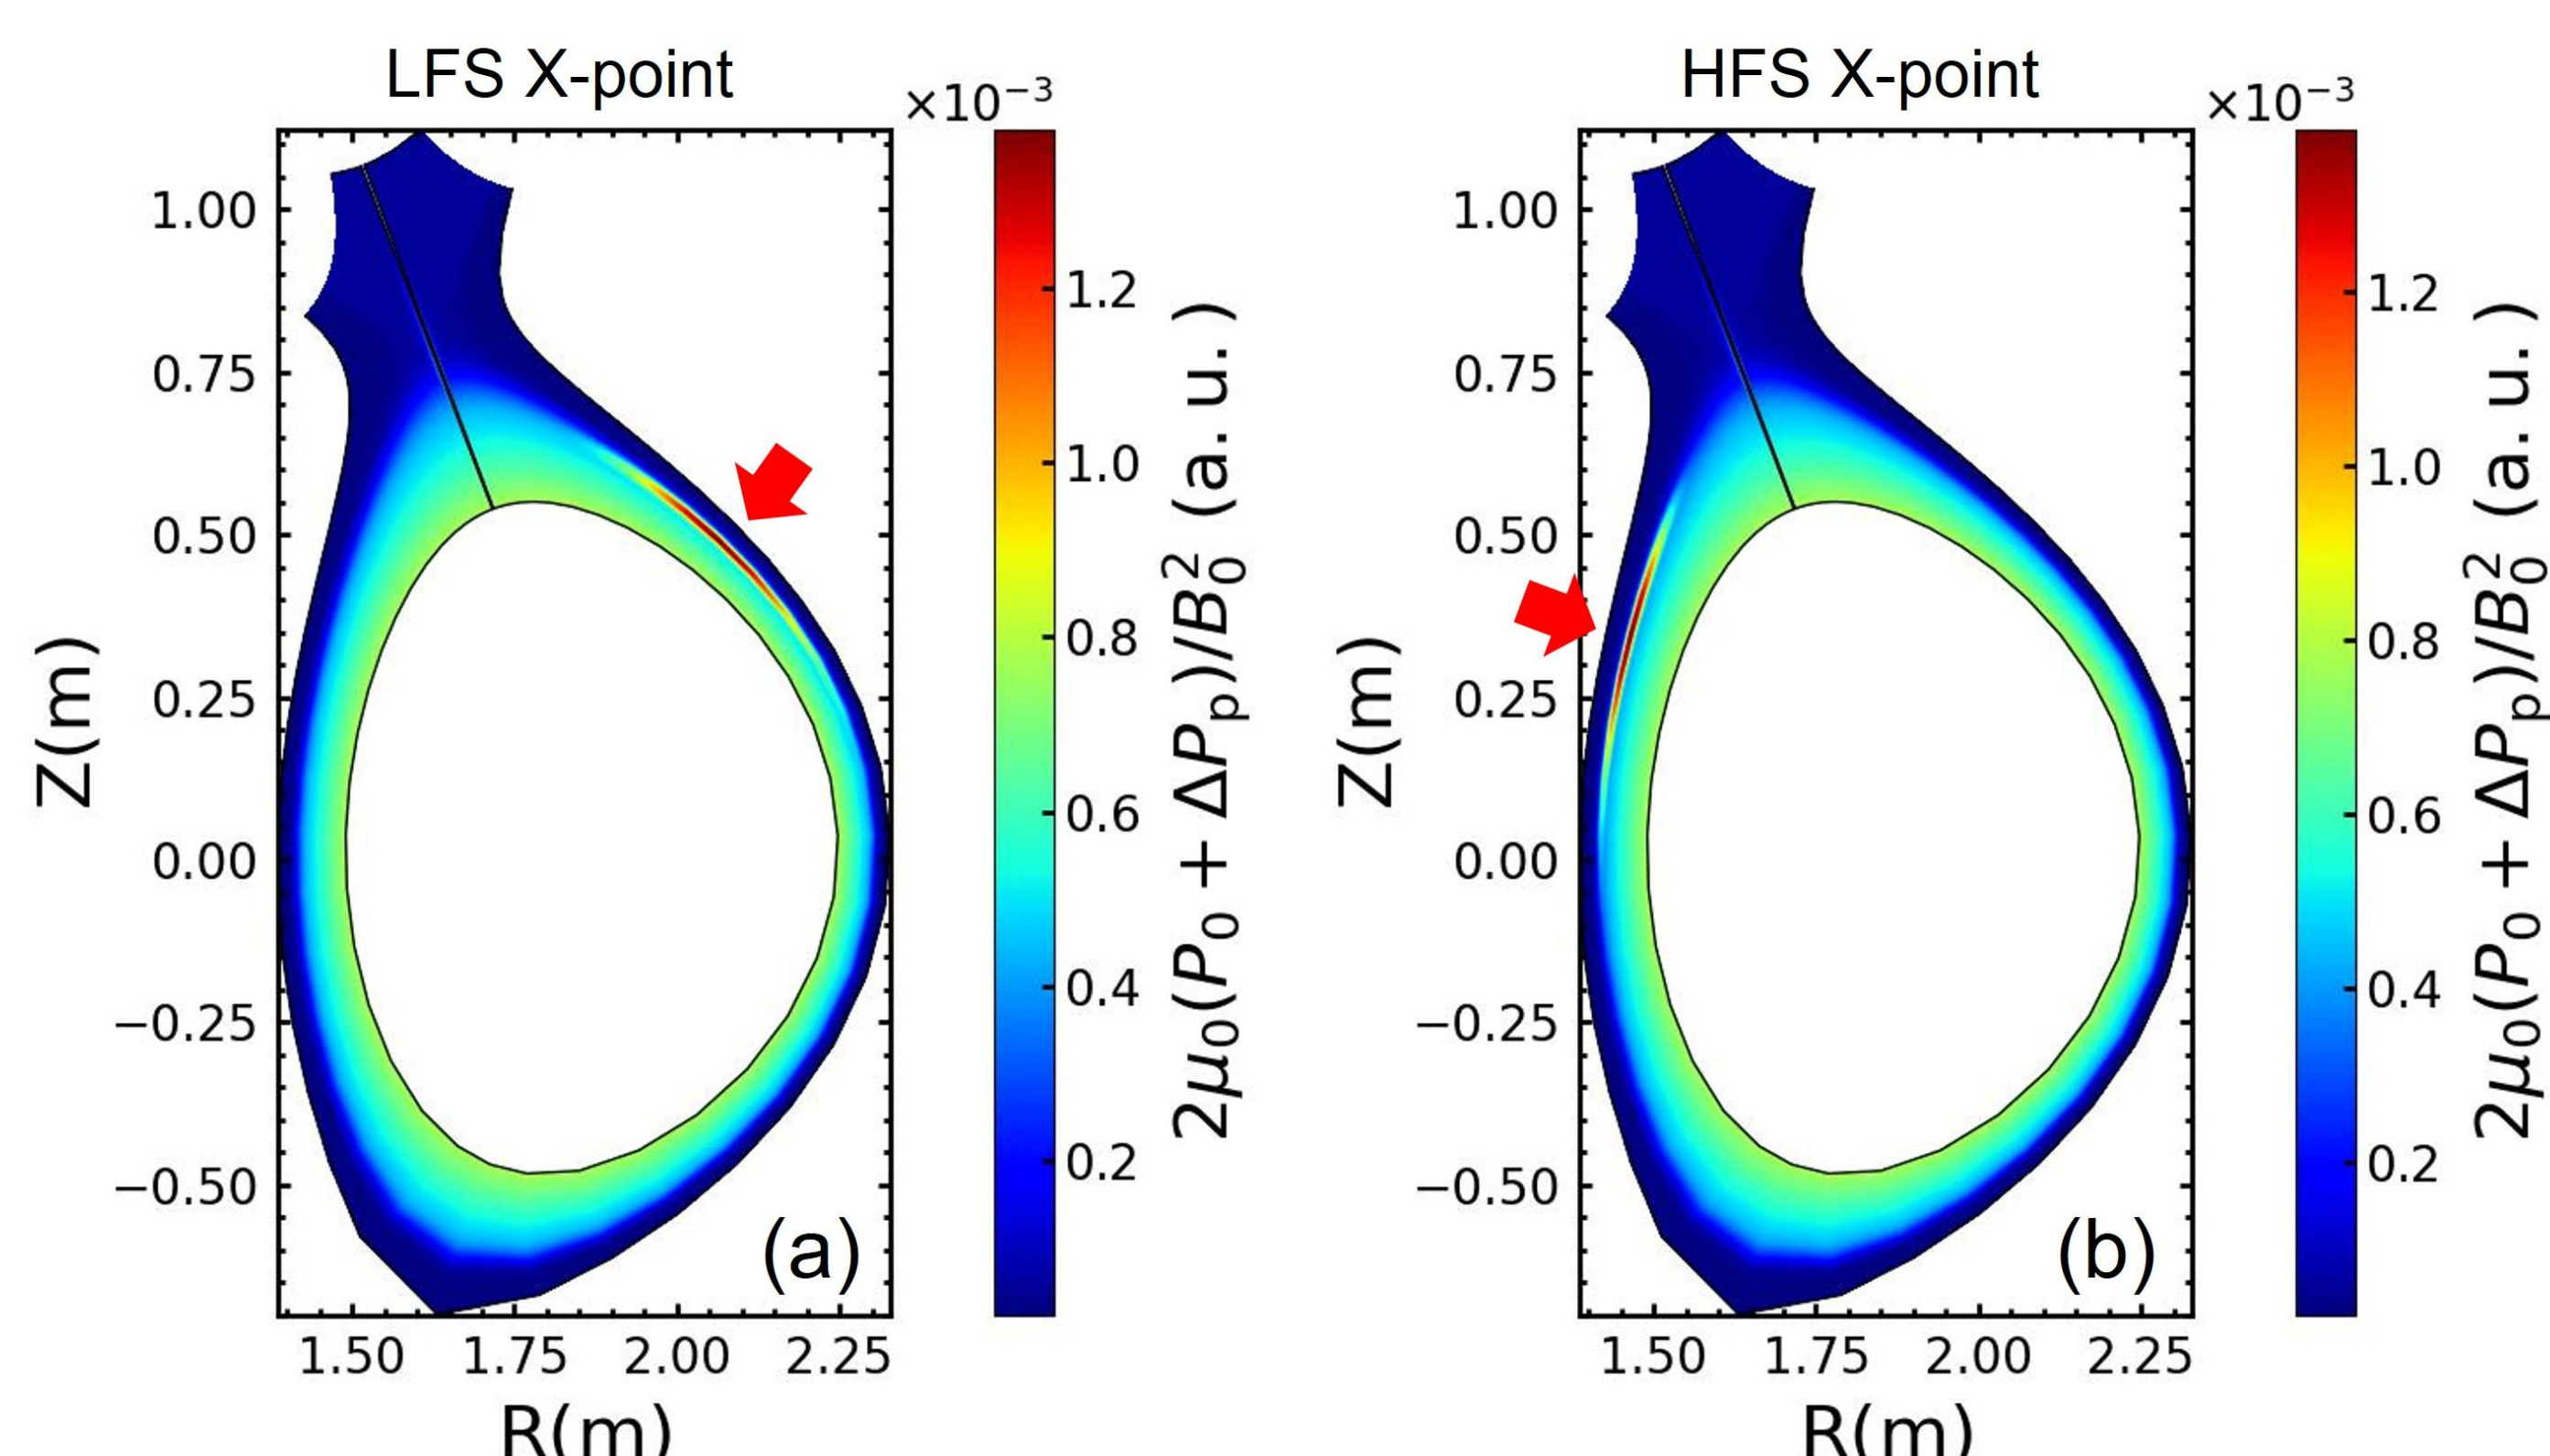 LFS X-point
×10⁻³
1.00
0.75
0.50
0.25
0.00
−0.25
−0.50
Z(m)
1.50 1.75 2.00 2.25
R(m)
(a)
1.2
1.0
0.8
0.6
0.4
0.2
2μ₀(P₀ + ΔPₚ)/B₀² (a. u. )
HFS X-point
×10⁻³
1.00
0.75
0.50
0.25
0.00
−0.25
−0.50
Z(m)
1.50 1.75 2.00 2.25
R(m)
(b)
1.2
1.0
0.8
0.6
0.4
0.2
2μ₀(P₀ + ΔPₚ)/B₀² (a. u. )